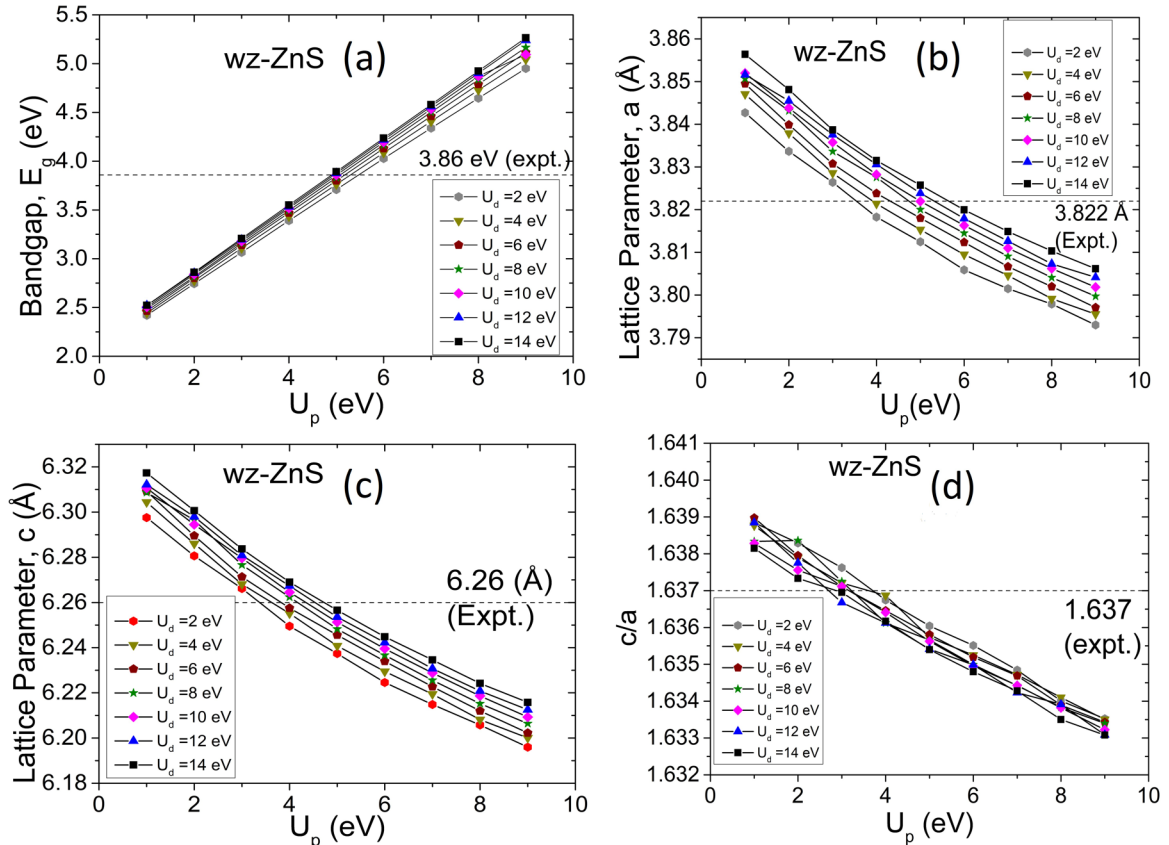 wz-ZnS (a)
Bandgap, E_g (eV)
5.5
5.0
4.5
4.0
3.5
3.0
2.5
2.0
3.86 eV (expt.)
U_d =2 eV
U_d =4 eV
U_d =6 eV
U_d =8 eV
U_d =10 eV
U_d =12 eV
U_d =14 eV
0 2 4 6 8 10
U_p (eV)
wz-ZnS (b)
Lattice Parameter, a (Å)
3.86
3.85
3.84
3.83
3.82
3.81
3.80
3.79
U_d =2 eV
U_d =4 eV
U_d =6 eV
U_d =8 eV
U_d =10 eV
U_d =12 eV
U_d =14 eV
3.822 Å
(Expt.)
0 2 4 6 8 10
U_p(eV)
wz-ZnS (c)
Lattice Parameter, c (Å)
6.32
6.30
6.28
6.26
6.24
6.22
6.20
6.18
6.26 (Å)
(Expt.)
U_d =2 eV
U_d =4 eV
U_d =6 eV
U_d =8 eV
U_d =10 eV
U_d =12 eV
U_d =14 eV
0 2 4 6 8 10
U_p (eV)
wz-ZnS (d)
c/a
1.641
1.640
1.639
1.638
1.637
1.636
1.635
1.634
1.633
1.632
1.637
(expt.)
U_d =2 eV
U_d =4 eV
U_d =6 eV
U_d =8 eV
U_d =10 eV
U_d =12 eV
U_d =14 eV
0 2 4 6 8 10
U_p (eV)